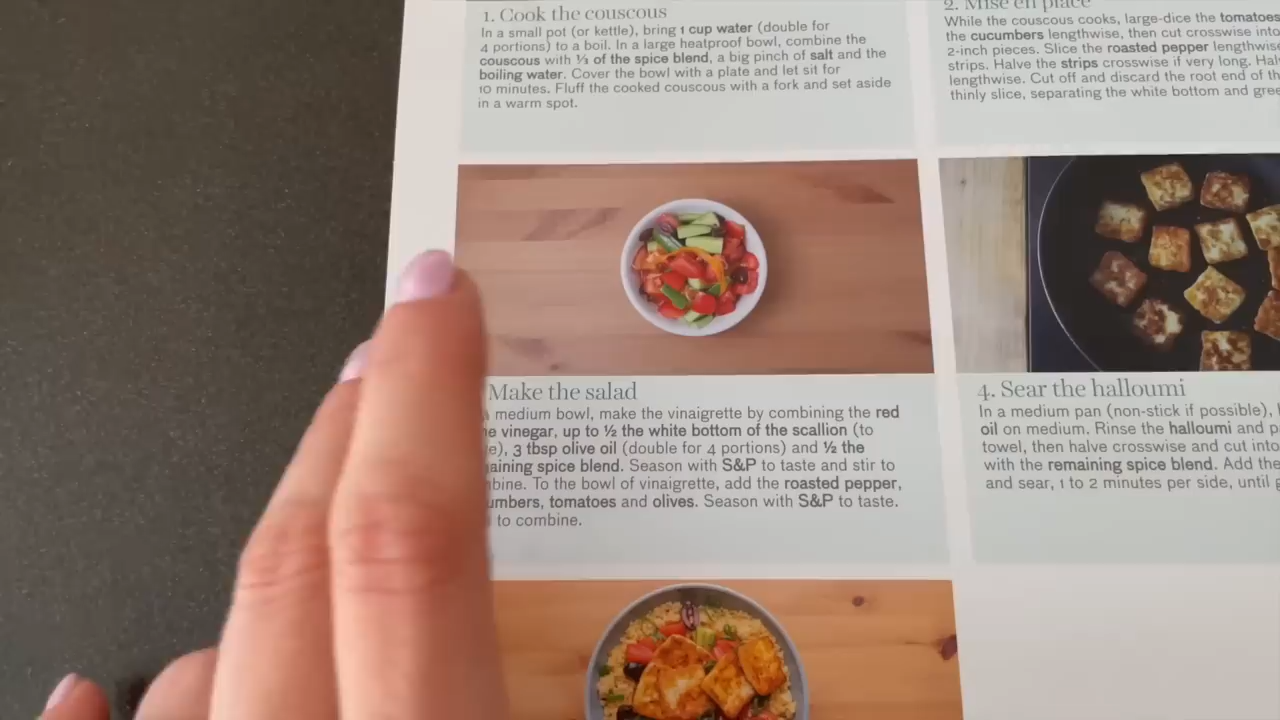 1. Cook the couscous
In a small pot (or kettle), bring 1 cup water (double for
4 portions) to a boil. In a large heatproof bowl, combine the
couscous with ⅓ of the spice blend, a big pinch of salt and the
boiling water. Cover the bowl with a plate and let sit for
10 minutes. Fluff the cooked couscous with a fork and set aside
in a warm spot.
2. Mise en place
While the couscous cooks, large-dice the tomatoes
the cucumbers lengthwise, then cut crosswise into
2-inch pieces. Slice the roasted pepper lengthwise
strips. Halve the strips crosswise if very long.
lengthwise. Cut off and discard the root end of
thinly slice, separating the white bottom and
Make the salad
medium bowl, make the vinaigrette by combining the red
vinegar, up to ½ the white bottom of the scallion (to
3 tbsp olive oil (double for 4 portions) and ½ the
spice blend. Season with S&P to taste and stir to
To the bowl of vinaigrette, add the roasted pepper,
tomatoes and olives. Season with S&P to taste.
to combine.
4. Sear the halloumi
In a medium pan (non-stick if possible),
oil on medium. Rinse the halloumi and
towel, then halve crosswise and cut into
with the remaining spice blend. Add the
and sear, 1 to 2 minutes per side, until